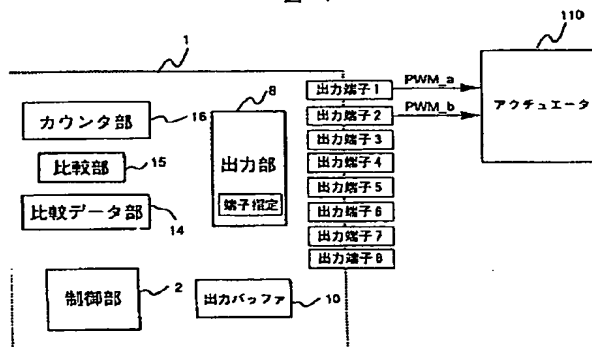 110
1
8
出力端子1
PWM_a
カウンタ部
16
出力端子2
PWM_b
アクチュエータ
出力端子3
比較部
15
出力部
出力端子4
出力端子5
比較データ部
14
端子指定
出力端子6
出力端子7
出力端子8
制御部
2
出力バッファ
10